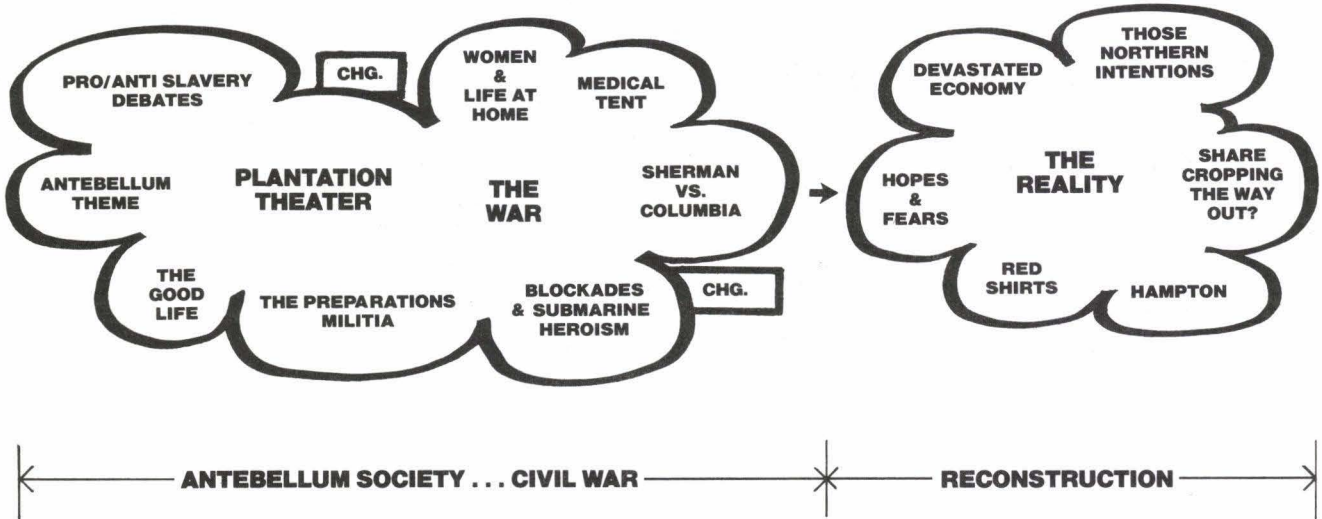 PRO/ANTI SLAVERY
DEBATES
CHG.
WOMEN
&
LIFE AT
HOME
MEDICAL
TENT
ANTEBELLUM
THEME
PLANTATION
THEATER
THE
WAR
SHERMAN
VS.
COLUMBIA
THE
GOOD
LIFE
THE PREPARATIONS
MILITIA
BLOCKADES
& SUBMARINE
HEROISM
CHG.
DEVASTATED
ECONOMY
THOSE
NORTHERN
INTENTIONS
HOPES
&
FEARS
THE
REALITY
SHARE
CROPPING
THE WAY
OUT?
RED
SHIRTS
HAMPTON
ANTEBELLUM SOCIETY . . . CIVIL WAR
RECONSTRUCTION